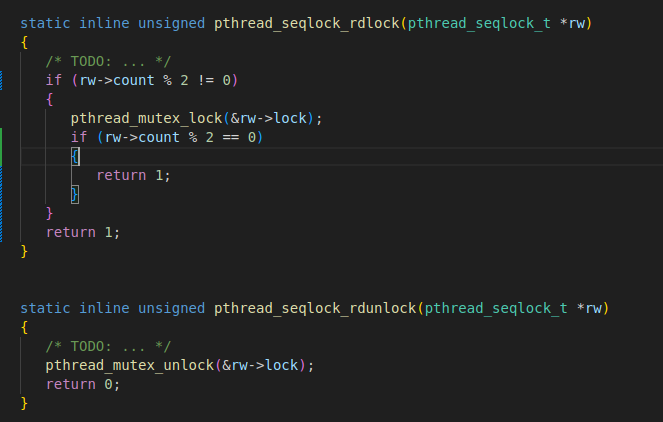 static inline unsigned pthread_seqlock_rdlock(pthread_seqlock_t *rw)
{
/* TODO: ... */
if (rw->count % 2 != 0)
{
pthread_mutex_lock(&rw->lock);
if (rw->count % 2 == 0)
{
return 1;
}
}
return 1;
}
static inline unsigned pthread_seqlock_rdunlock(pthread_seqlock_t *rw)
{
/* TODO: ... */
pthread_mutex_unlock(&rw->lock);
return 0;
}